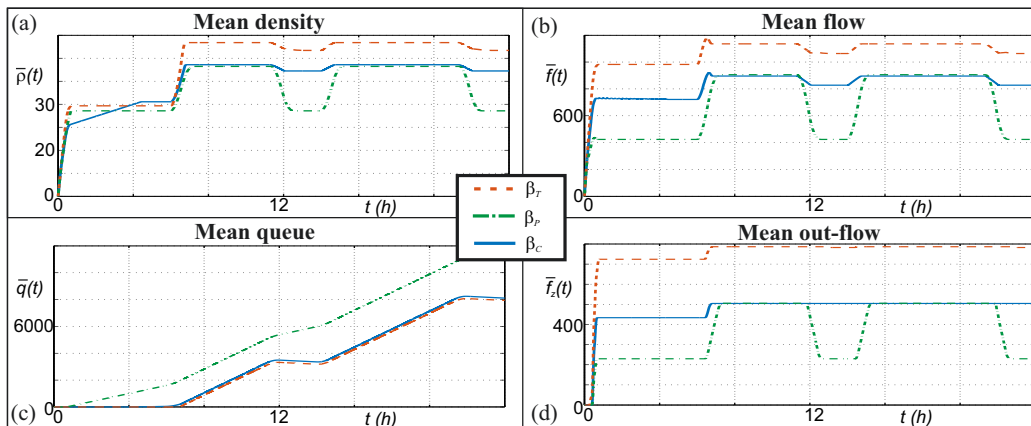 (a) Mean density
ρ̅(t)
30
20
0
0 12 t (h)
(b) Mean flow
f̅(t)
600
0
0 12 t (h)
β_T
β_P
β_C
Mean queue
q̅(t)
6000
0
(c) 0 12 t (h)
Mean out-flow
f̅_z(t)
400
0
(d) 0 12 t (h)